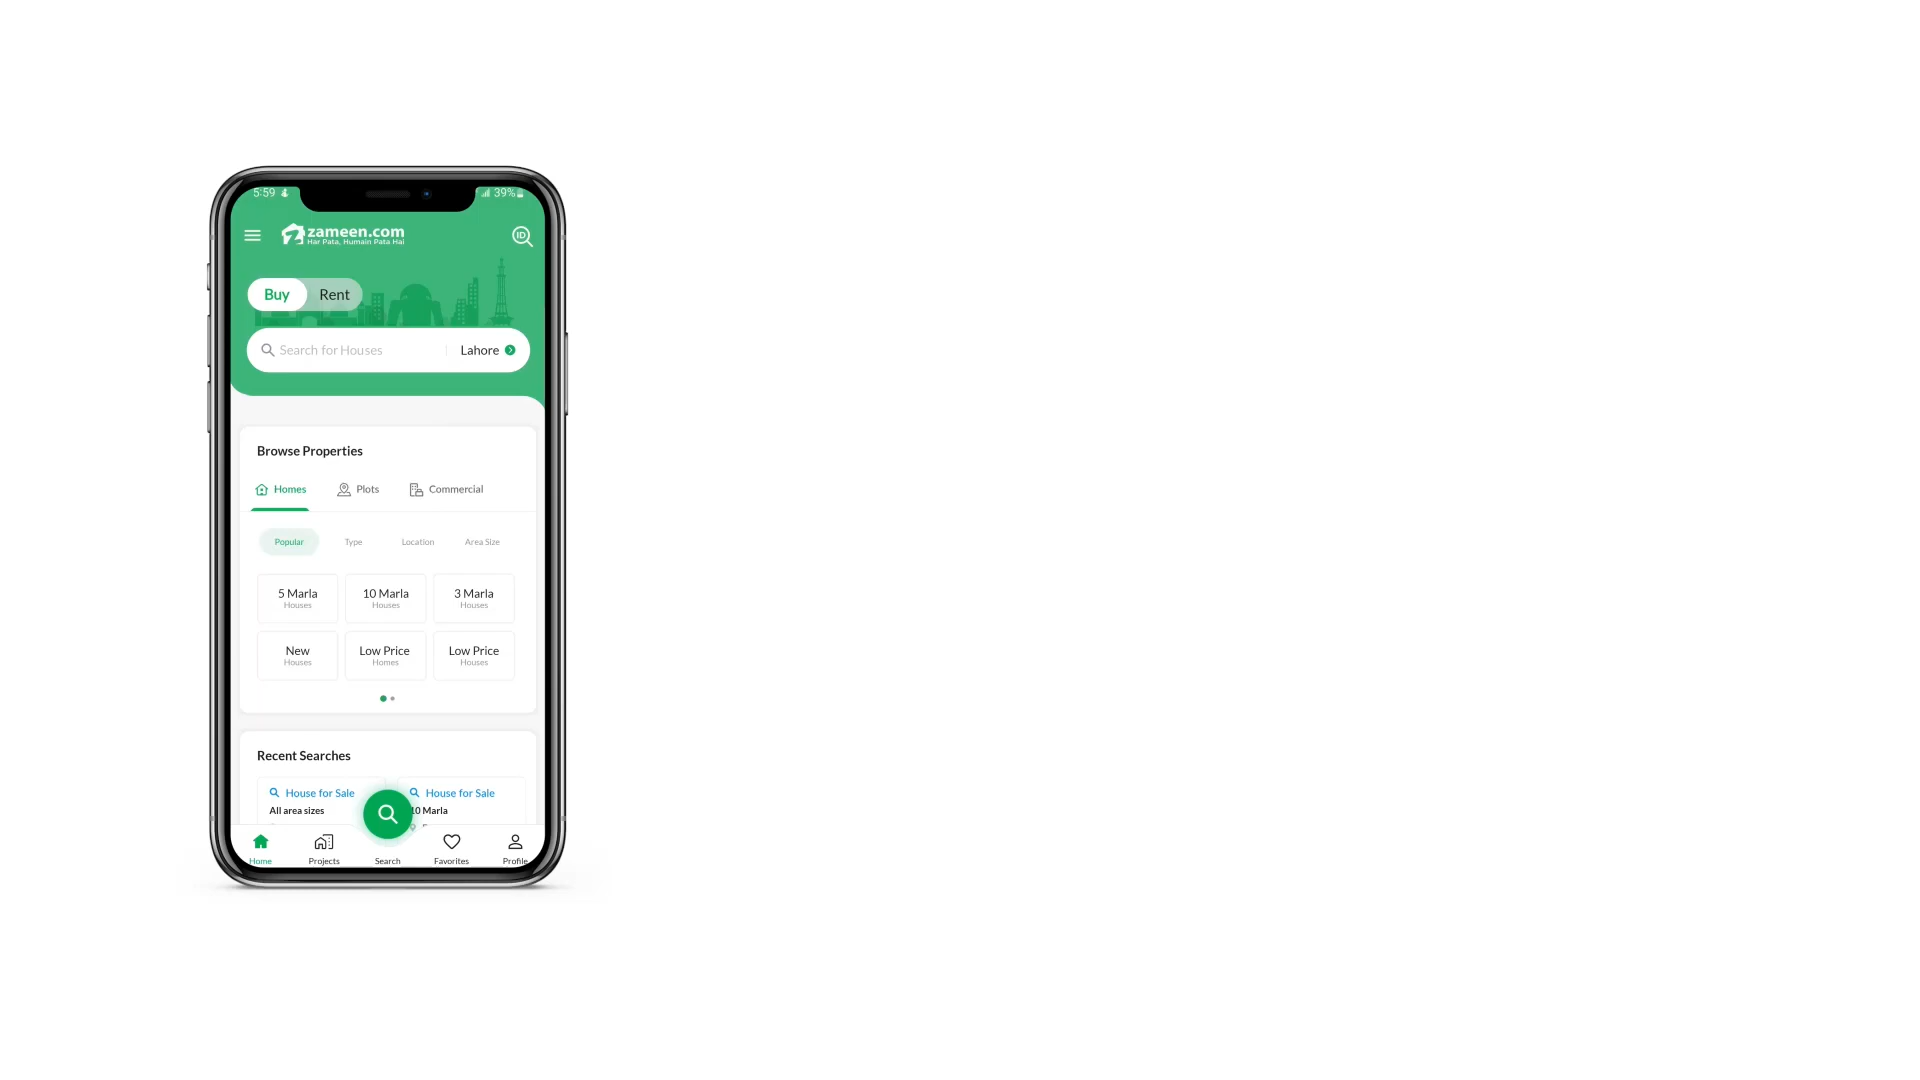 5:59
39%
zameen.com
Har Pata, Humain Pata Hai
ID
Buy Rent
Search for Houses Lahore
Browse Properties
Homes Plots Commercial
Popular Type Location Area Size
5 Marla 10 Marla 3 Marla
Houses Houses Houses
New Low Price Low Price
Houses Homes Houses
Recent Searches
House for Sale House for Sale
All area sizes 10 Marla
Home Projects Search Favorites Profile